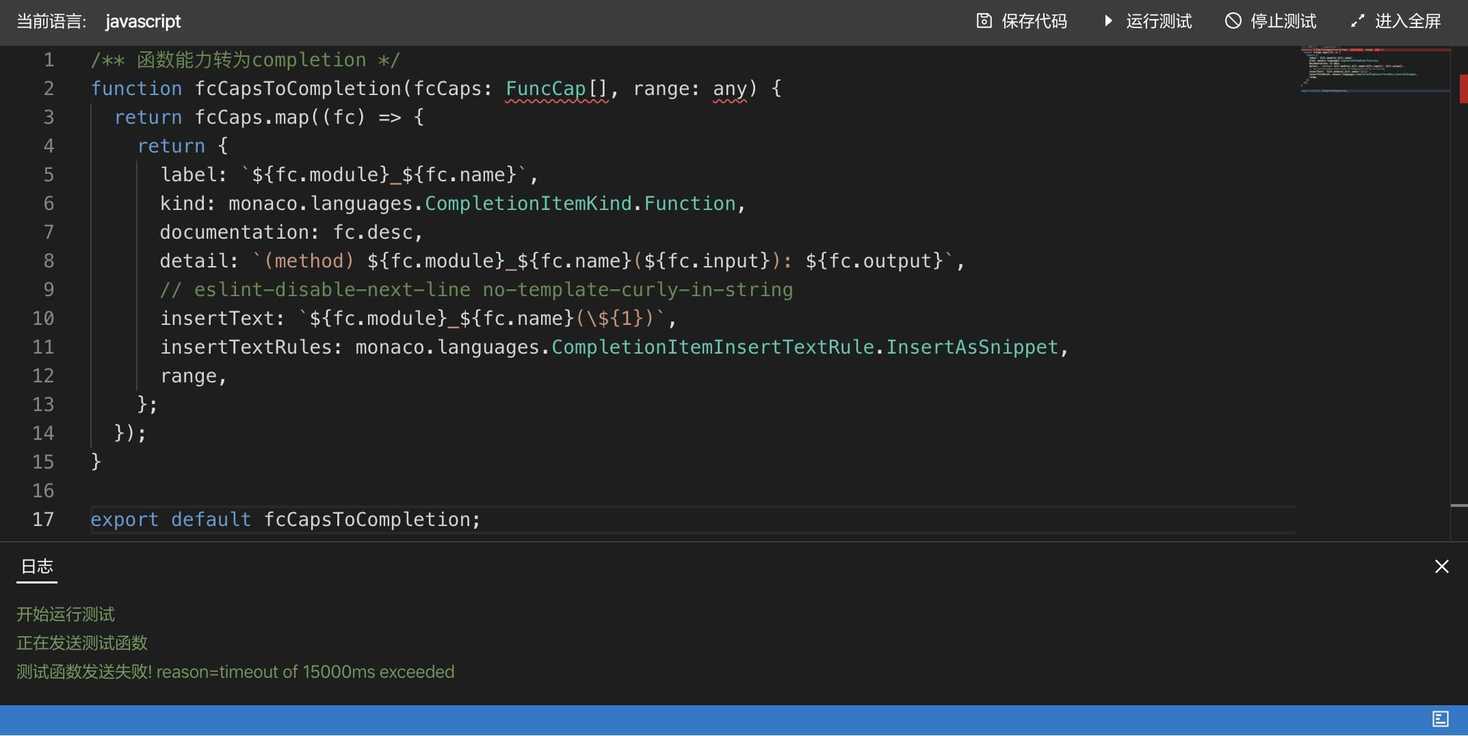 当前语言: javascript 保存代码 运行测试 停止测试 进入全屏
1 /** 函数能力转为completion */
2 function fcCapsToCompletion(fcCaps: FuncCap[], range: any) {
3 return fcCaps.map((fc) => {
4 return {
5 label: `${fc.module}_${fc.name}`,
6 kind: monaco.languages.CompletionItemKind.Function,
7 documentation: fc.desc,
8 detail: `(method) ${fc.module}_${fc.name}(${fc.input}): ${fc.output}`,
9 // eslint-disable-next-line no-template-curly-in-string
10 insertText: `${fc.module}_${fc.name}(\${1})`,
11 insertTextRules: monaco.languages.CompletionItemInsertTextRule.InsertAsSnippet,
12 range,
13 };
14 });
15 }
16
17 export default fcCapsToCompletion;
日志
开始运行测试
正在发送测试函数
测试函数发送失败! reason=timeout of 15000ms exceeded